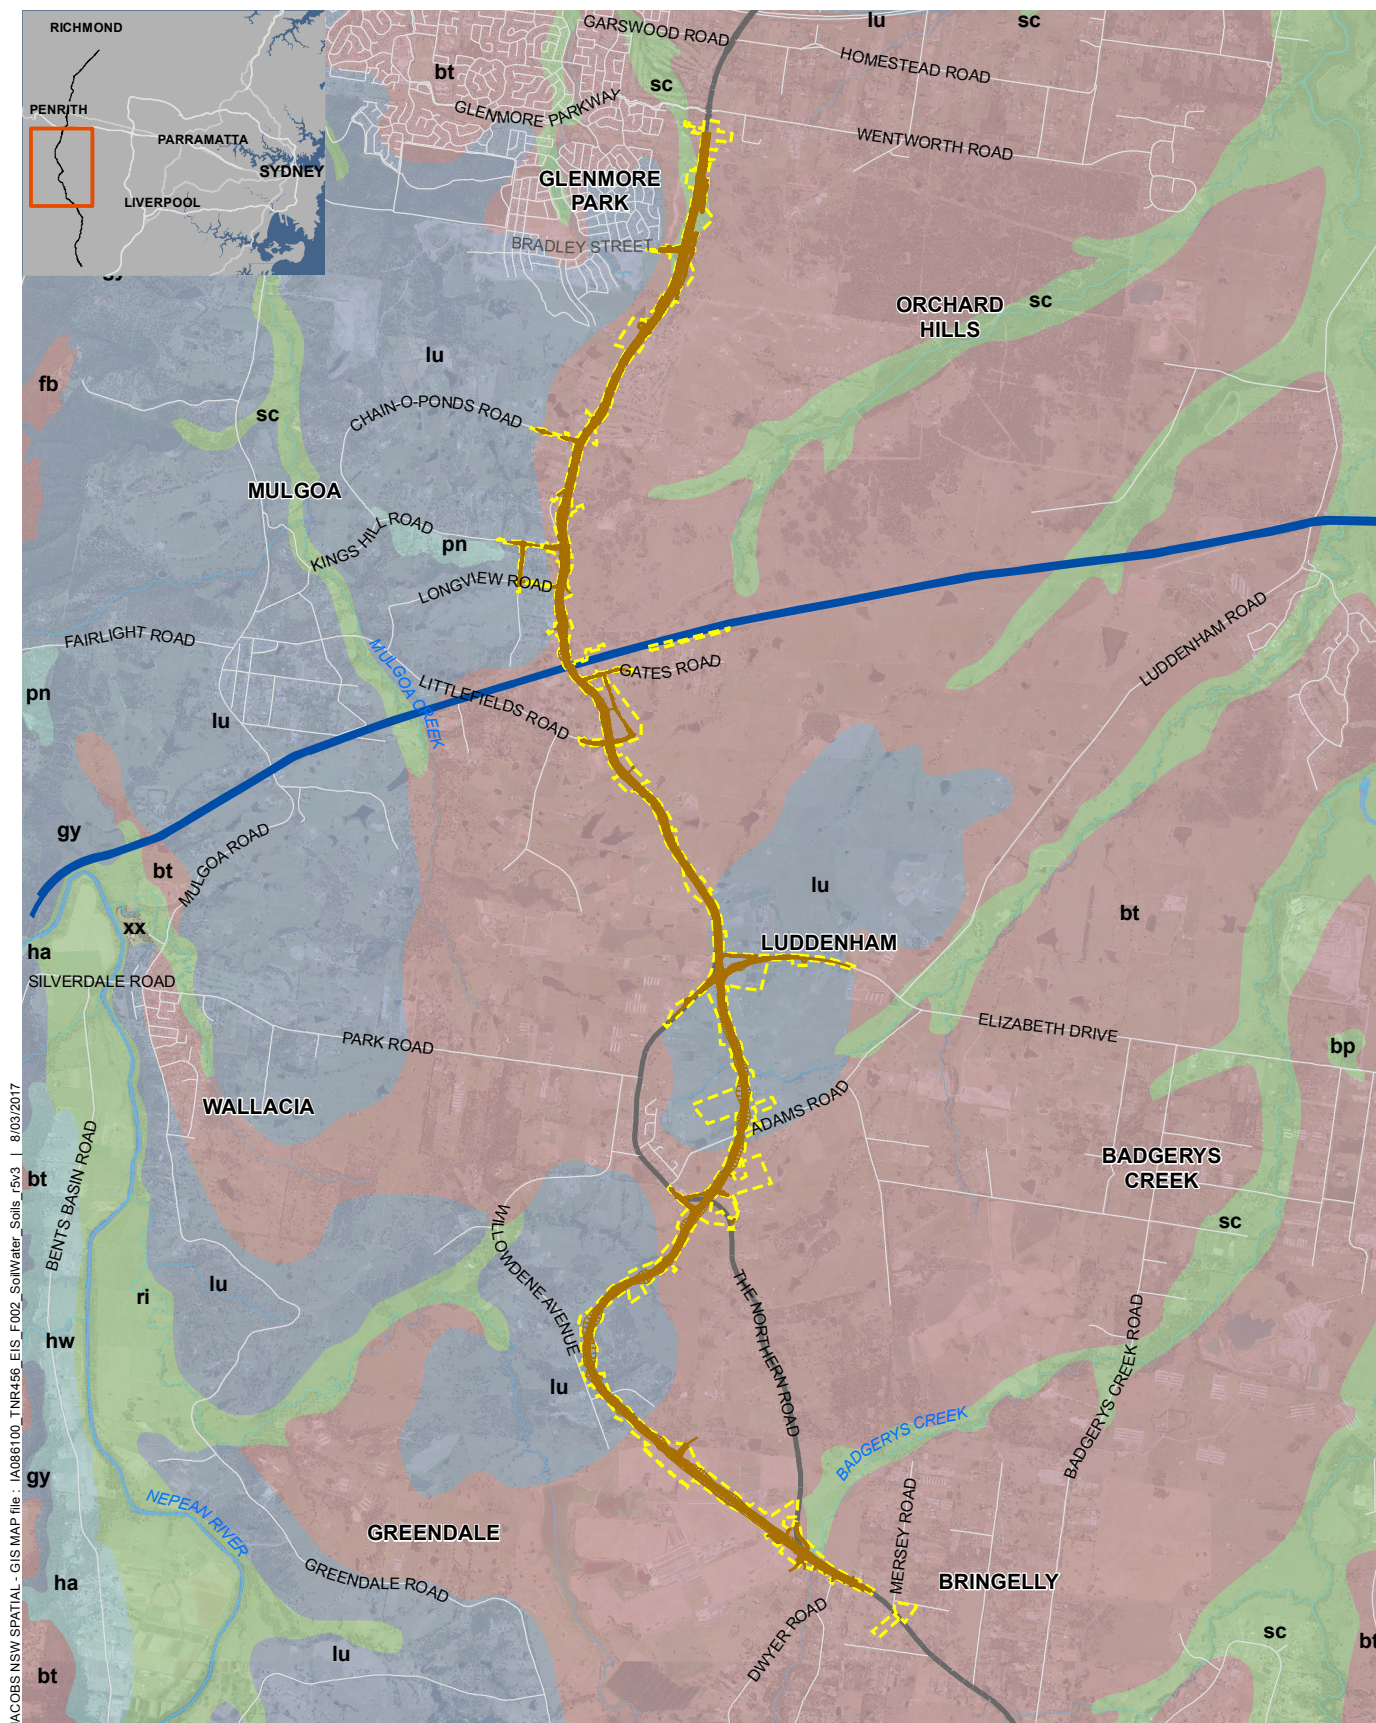 RICHMOND
PENRITH
PARRAMATTA
SYDNEY
LIVERPOOL
GARSWOOD ROAD
lu
sc
HOMESTEAD ROAD
bt
sc
GLENMORE PARKWAY
WENTWORTH ROAD
GLENMORE
PARK
BRADLEY STREET
gy
ORCHARD
HILLS
sc
lu
fb
CHAIN-O-PONDS ROAD
sc
MULGOA
KINGS HILL ROAD
pn
LONGVIEW ROAD
FAIRLIGHT ROAD
MULGOA CREEK
LUDDENHAM ROAD
GATES ROAD
LITTLEFIELDS ROAD
pn
lu
gy
MULGOA ROAD
bt
lu
bt
xx
LUDDENHAM
ha
SILVERDALE ROAD
PARK ROAD
ELIZABETH DRIVE
bp
WALLACIA
ADAMS ROAD
BENTS BASIN ROAD
BADGERYS
CREEK
bt
WILLOWDENE AVENUE
sc
lu
ri
THE NORTHERN ROAD
hw
BADGERYS CREEK ROAD
lu
BADGERYS CREEK
gy
NEPEAN RIVER
MERSEY ROAD
GREENDALE
GREENDALE ROAD
ha
BRINGELLY
DWYER ROAD
sc
lu
bt
bt
JACOBS NSW SPATIAL - GIS MAP file : IA086100_TNR456_EIS_F002_SoilWater_Soils_r5v3 | 8/03/2017